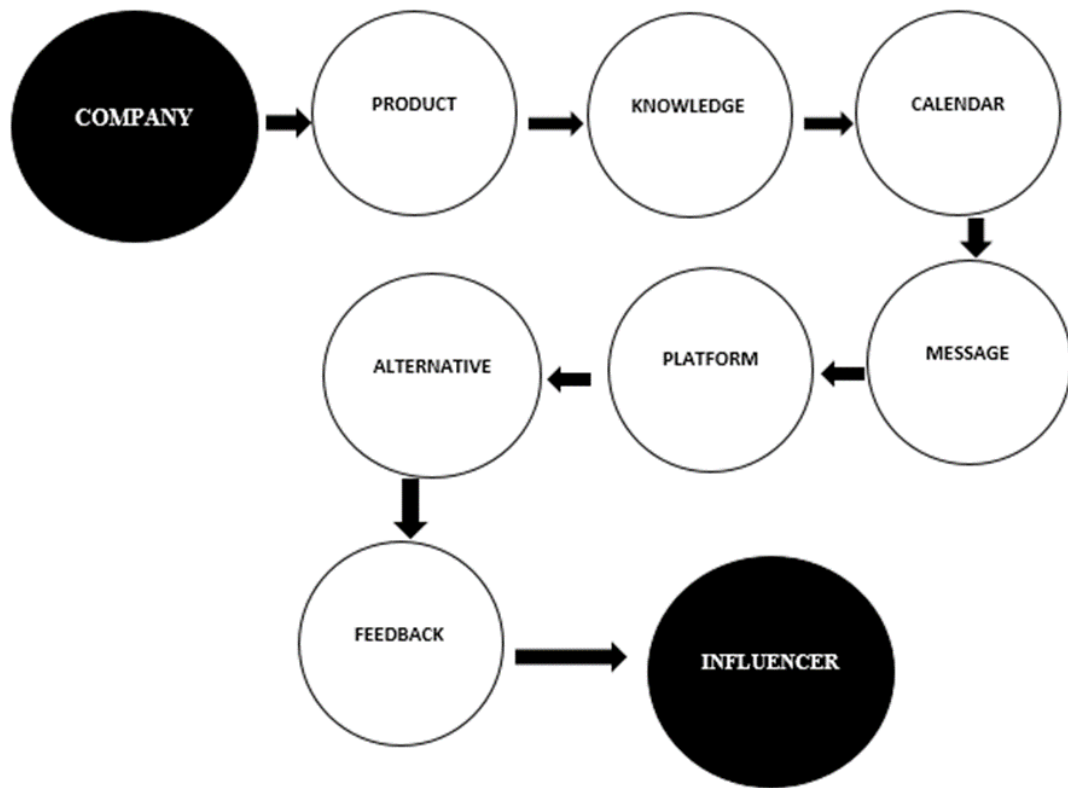 COMPANY
PRODUCT
KNOWLEDGE
CALENDAR
MESSAGE
PLATFORM
ALTERNATIVE
FEEDBACK
INFLUENCER